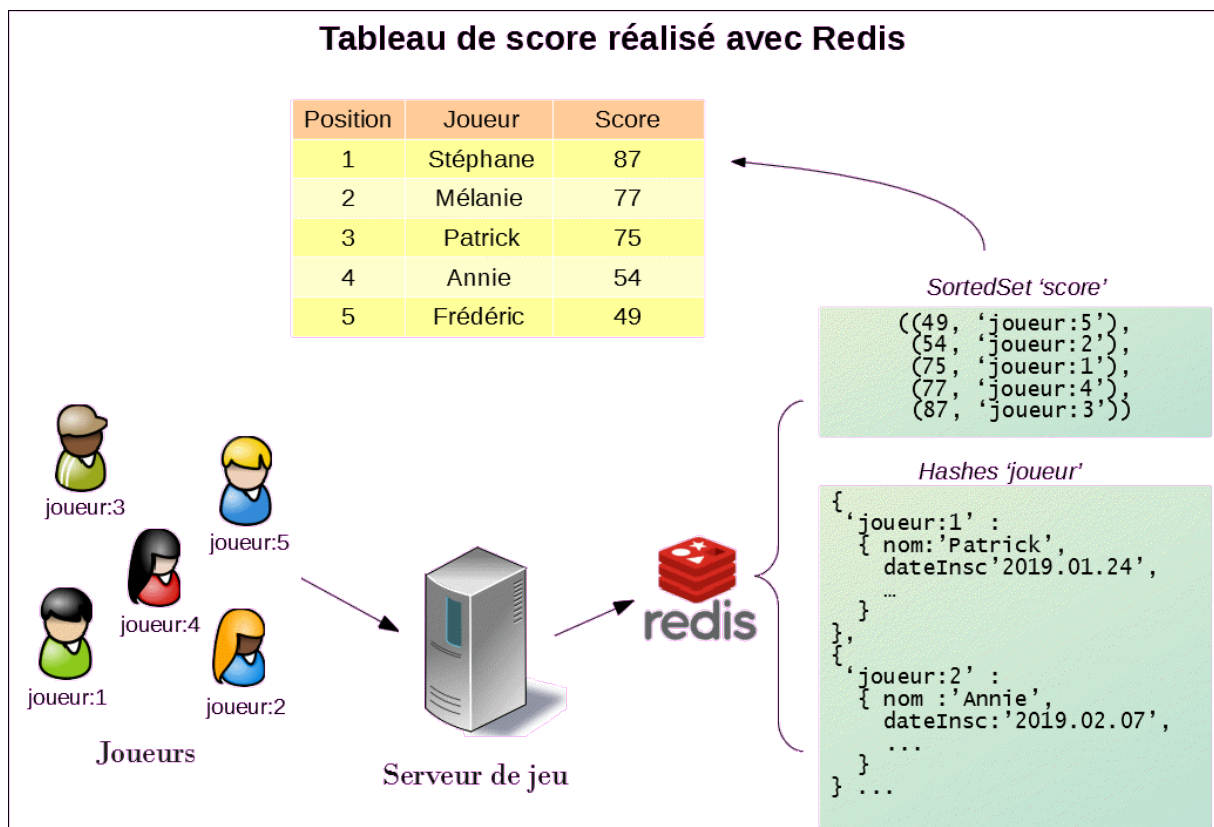 Tableau de score réalisé avec Redis
Position Joueur Score
1 Stéphane 87
2 Mélanie 77
3 Patrick 75
4 Annie 54
5 Frédéric 49
SortedSet ‘score’
((49, ‘joueur:5’),
(54, ‘joueur:2’),
(75, ‘joueur:1’),
(77, ‘joueur:4’),
(87, ‘joueur:3’))
joueur:3
joueur:5
joueur:4
joueur:1
joueur:2
Joueurs
Serveur de jeu
redis
Hashes ‘joueur’
{
‘joueur:1’ :
{ nom:’Patrick’,
dateInsc’2019.01.24’,
…
}
},
{
‘joueur:2’ :
{ nom :’Annie’,
dateInsc:’2019.02.07’,
...
}
} ...